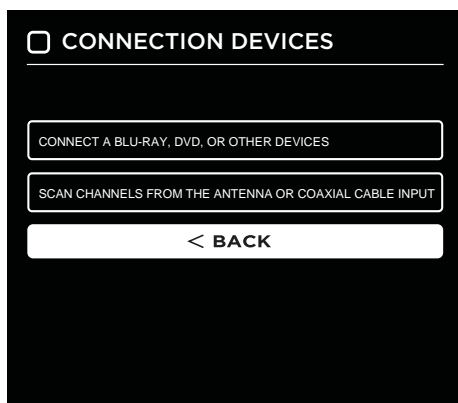 CONNECTION DEVICES
CONNECT A BLU-RAY, DVD, OR OTHER DEVICES
SCAN CHANNELS FROM THE ANTENNA OR COAXIAL CABLE INPUT
< BACK